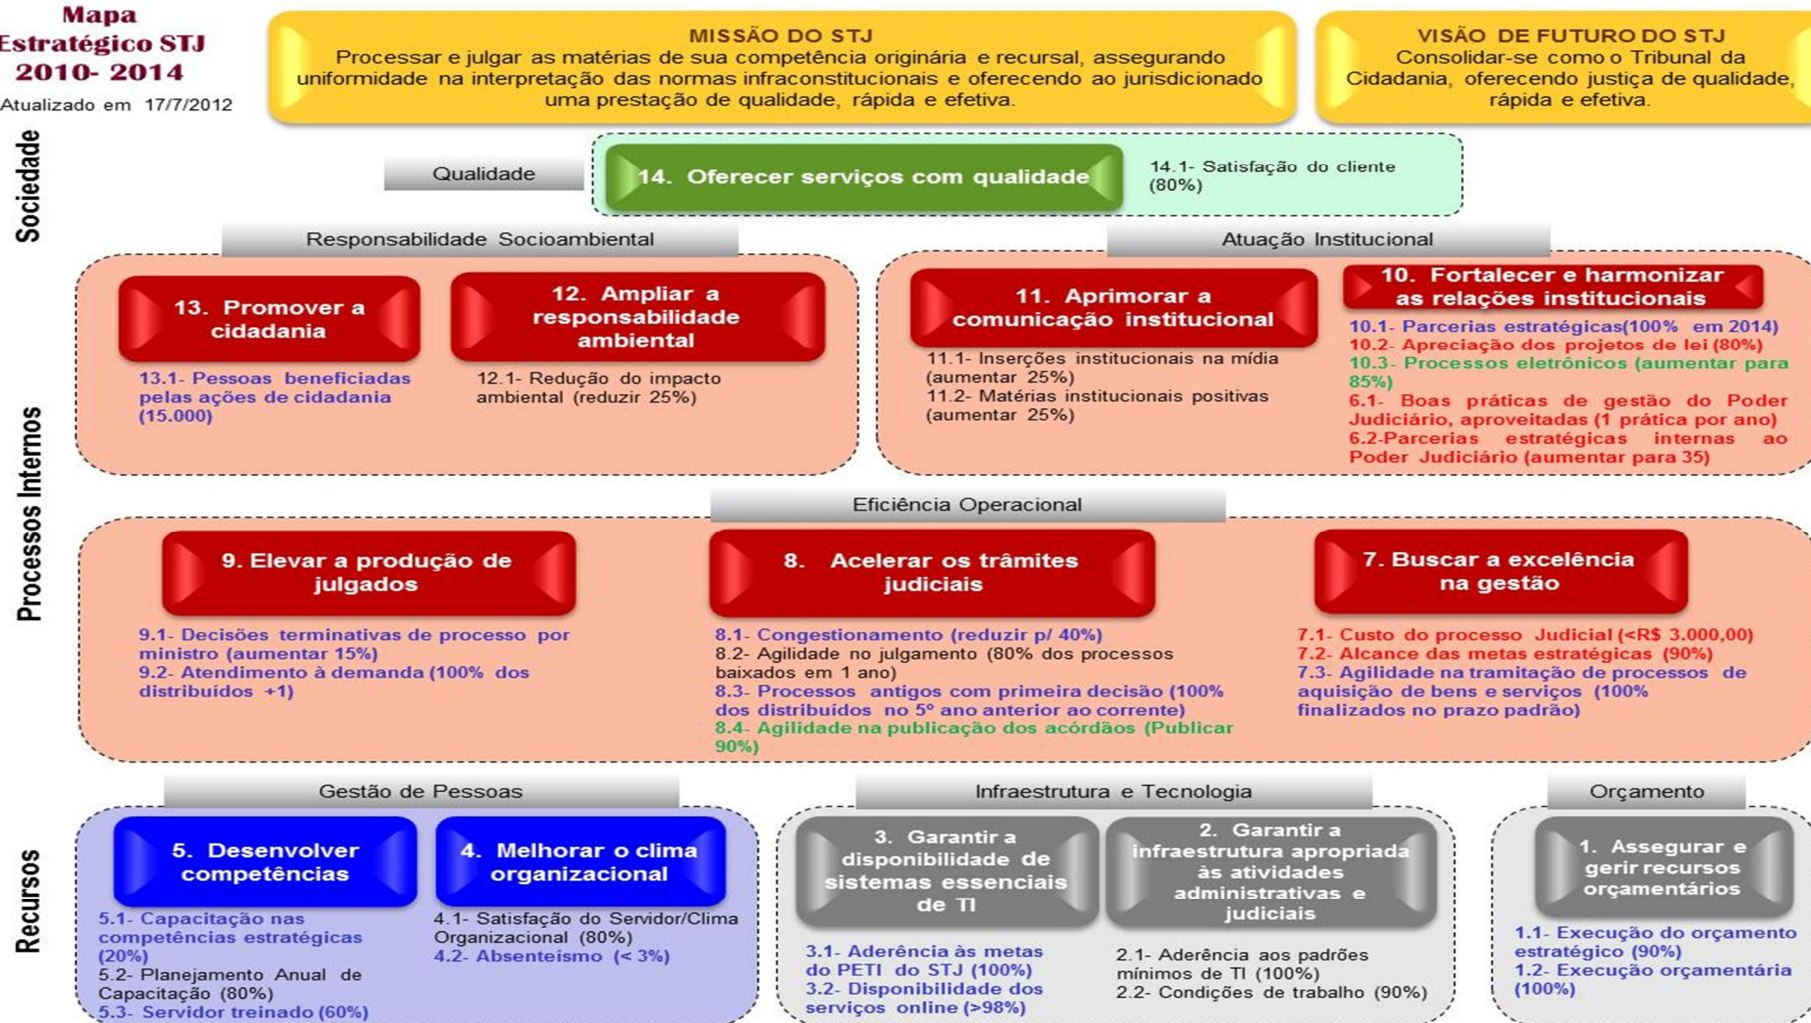 Mapa
Estratégico STJ
2010- 2014
Atualizado em 17/7/2012
MISSÃO DO STJ
Processar e julgar as matérias de sua competência originária e recursal, assegurando
uniformidade na interpretação das normas infraconstitucionais e oferecendo ao jurisdicionado
uma prestação de qualidade, rápida e efetiva.
VISÃO DE FUTURO DO STJ
Consolidar-se como o Tribunal da
Cidadania, oferecendo justiça de qualidade,
rápida e efetiva.
Sociedade
Qualidade
14. Oferecer serviços com qualidade
14.1- Satisfação do cliente
(80%)
Processos Internos
Responsabilidade Socioambiental
13. Promover a
cidadania
13.1- Pessoas beneficiadas
pelas ações de cidadania
(15.000)
12. Ampliar a
responsabilidade
ambiental
12.1- Redução do impacto
ambiental (reduzir 25%)
Atuação Institucional
11. Aprimorar a
comunicação institucional
11.1- Inserções institucionais na mídia
(aumentar 25%)
11.2- Matérias institucionais positivas
(aumentar 25%)
10. Fortalecer e harmonizar
as relações institucionais
10.1- Parcerias estratégicas(100% em 2014)
10.2- Apreciação dos projetos de lei (80%)
10.3- Processos eletrônicos (aumentar para
85%)
6.1- Boas práticas de gestão do Poder
Judiciário, aproveitadas (1 prática por ano)
6.2-Parcerias estratégicas internas ao
Poder Judiciário (aumentar para 35)
Eficiência Operacional
9. Elevar a produção de
julgados
9.1- Decisões terminativas de processo por
ministro (aumentar 15%)
9.2- Atendimento à demanda (100% dos
distribuídos +1)
8. Acelerar os trâmites
judiciais
8.1- Congestionamento (reduzir p/ 40%)
8.2- Agilidade no julgamento (80% dos processos
baixados em 1 ano)
8.3- Processos antigos com primeira decisão (100%
dos distribuídos no 5º ano anterior ao corrente)
8.4- Agilidade na publicação dos acórdãos (Publicar
90%)
7. Buscar a excelência
na gestão
7.1- Custo do processo Judicial (<R$ 3.000,00)
7.2- Alcance das metas estratégicas (90%)
7.3- Agilidade na tramitação de processos de
aquisição de bens e serviços (100%
finalizados no prazo padrão)
Recursos
Gestão de Pessoas
5. Desenvolver
competências
5.1- Capacitação nas
competências estratégicas
(20%)
5.2- Planejamento Anual de
Capacitação (80%)
5.3- Servidor treinado (60%)
4. Melhorar o clima
organizacional
4.1- Satisfação do Servidor/Clima
Organizacional (80%)
4.2- Absenteísmo (< 3%)
Infraestrutura e Tecnologia
3. Garantir a
disponibilidade de
sistemas essenciais
de TI
3.1- Aderência às metas
do PETI do STJ (100%)
3.2- Disponibilidade dos
serviços online (>98%)
2. Garantir a
infraestrutura apropriada
às atividades
administrativas e
judiciais
2.1- Aderência aos padrões
mínimos de TI (100%)
2.2- Condições de trabalho (90%)
Orçamento
1. Assegurar e
gerir recursos
orçamentários
1.1- Execução do orçamento
estratégico (90%)
1.2- Execução orçamentária
(100%)